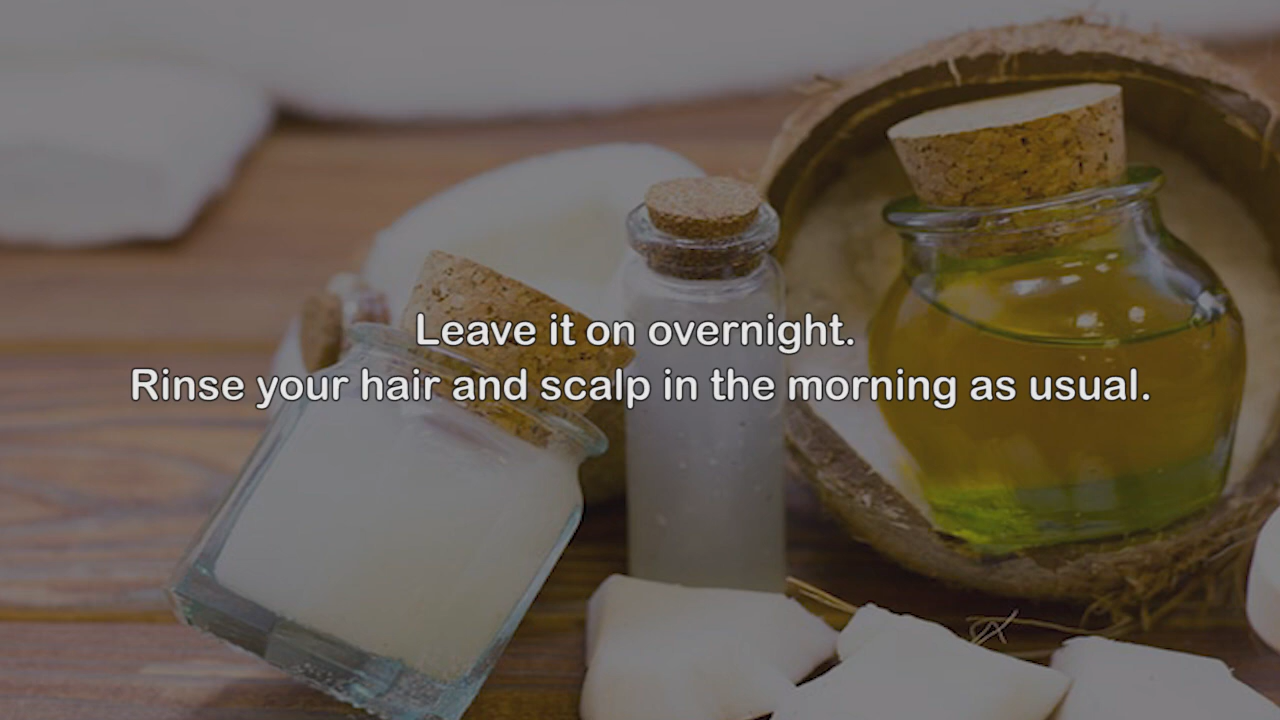 Leave it on overnight.
Rinse your hair and scalp in the morning as usual.